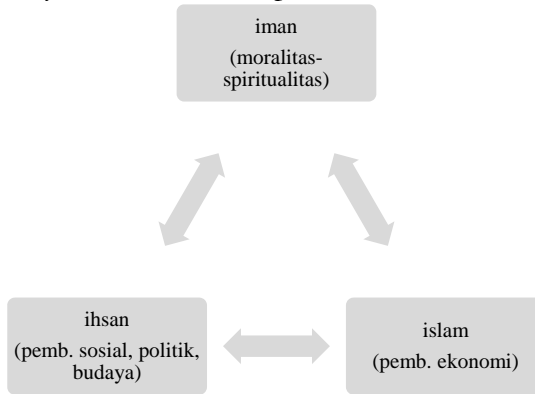 iman
(moralitas-
spiritualitas)
ihsan
(pemb. sosial, politik,
budaya)
islam
(pemb. ekonomi)